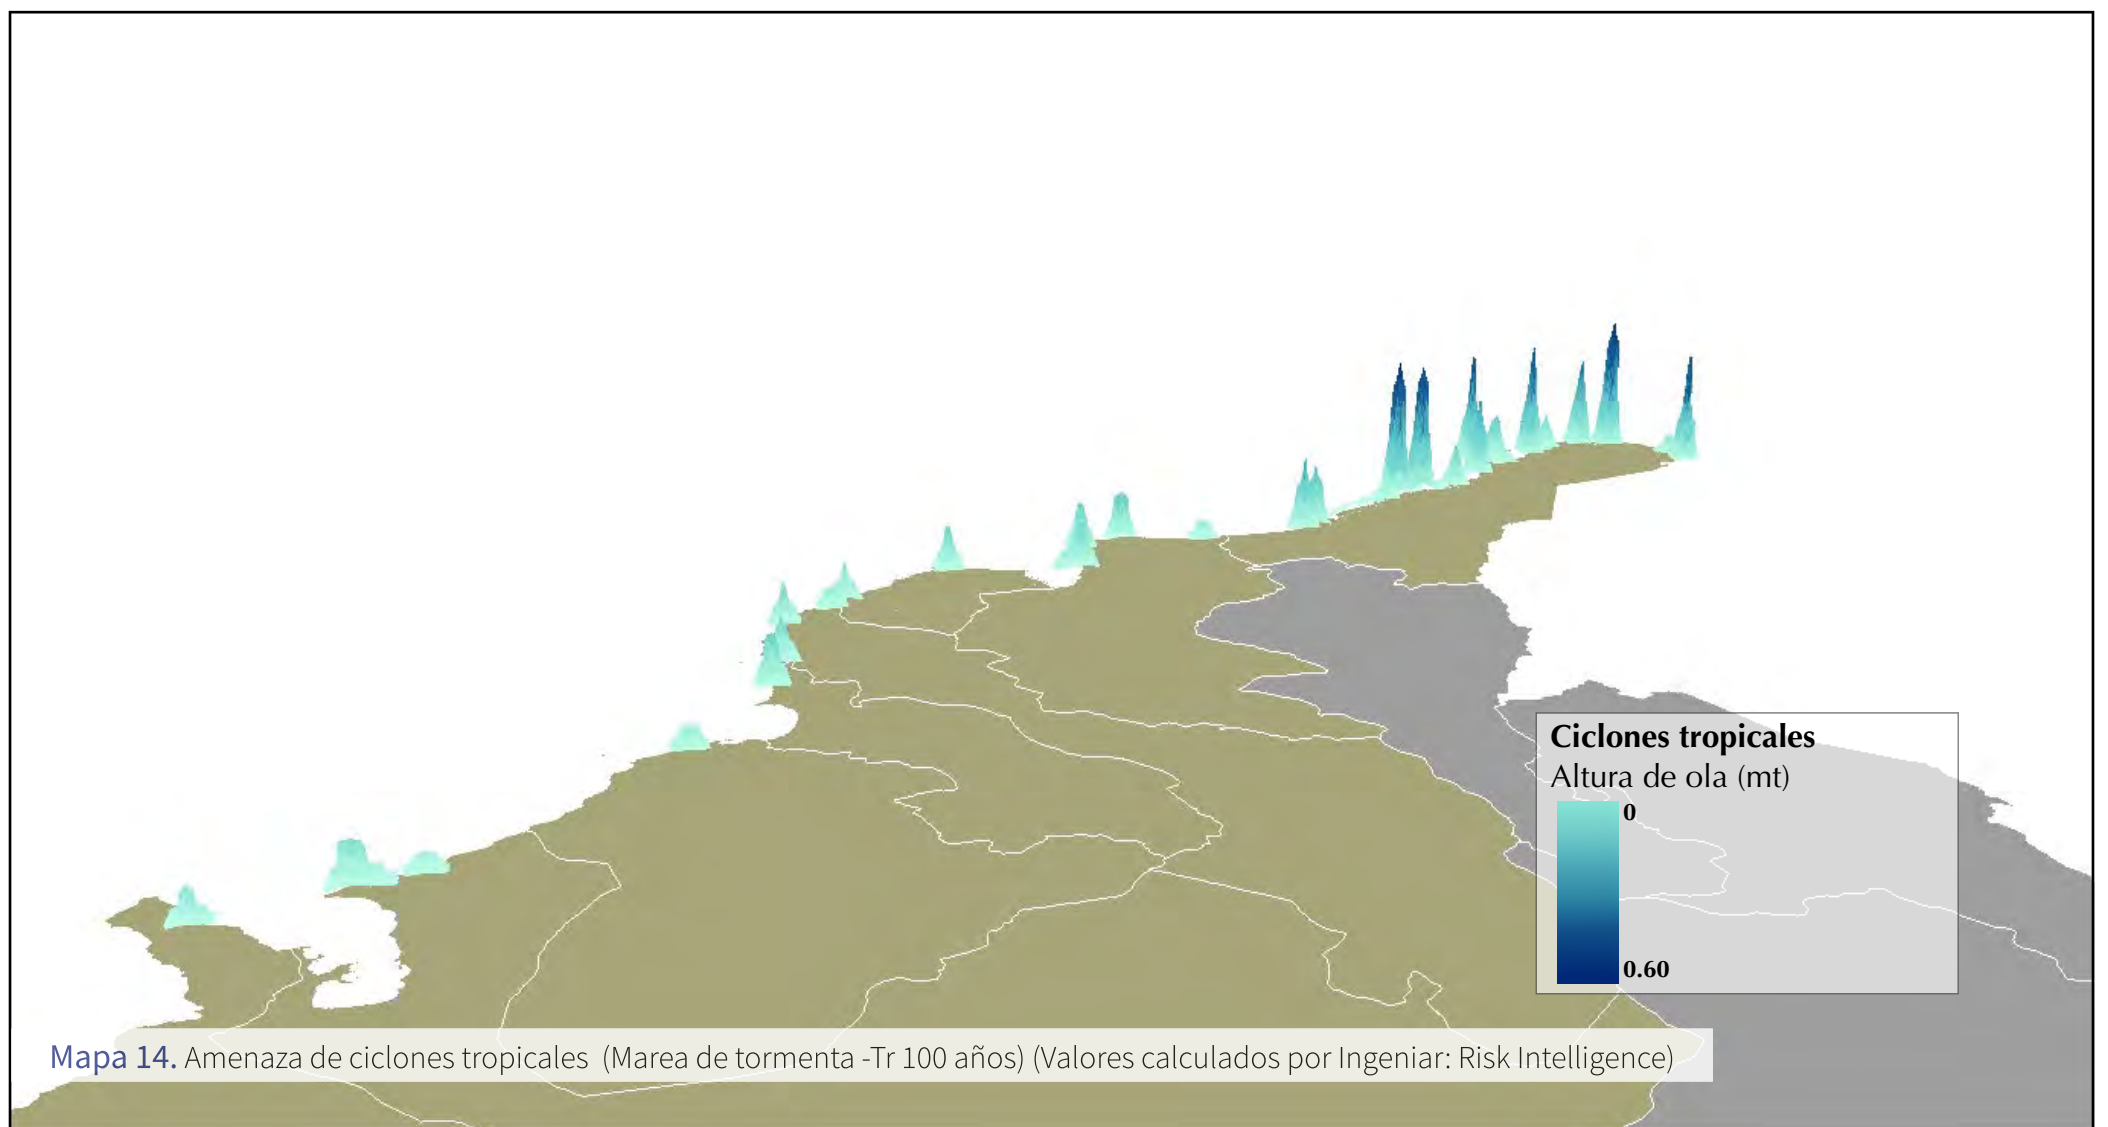 Ciclones tropicales
Altura de ola (mt)
0
0.60
Mapa 14. Amenaza de ciclones tropicales (Marea de tormenta -Tr 100 años) (Valores calculados por Ingeniar: Risk Intelligence)